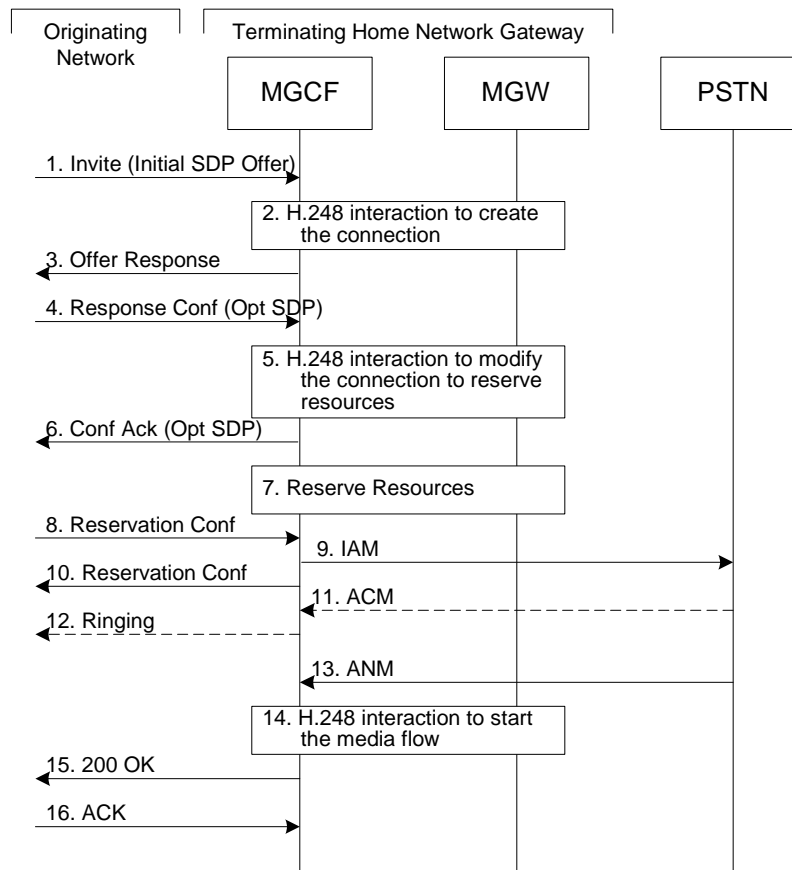 Originating
Network
Terminating Home Network Gateway
MGCF
MGW
PSTN
1. Invite (Initial SDP Offer)
2. H.248 interaction to create
the connection
3. Offer Response
4. Response Conf (Opt SDP)
5. H.248 interaction to modify
the connection to reserve
resources
6. Conf Ack (Opt SDP)
7. Reserve Resources
8. Reservation Conf
9. IAM
10. Reservation Conf
11. ACM
12. Ringing
13. ANM
14. H.248 interaction to start
the media flow
15. 200 OK
16. ACK